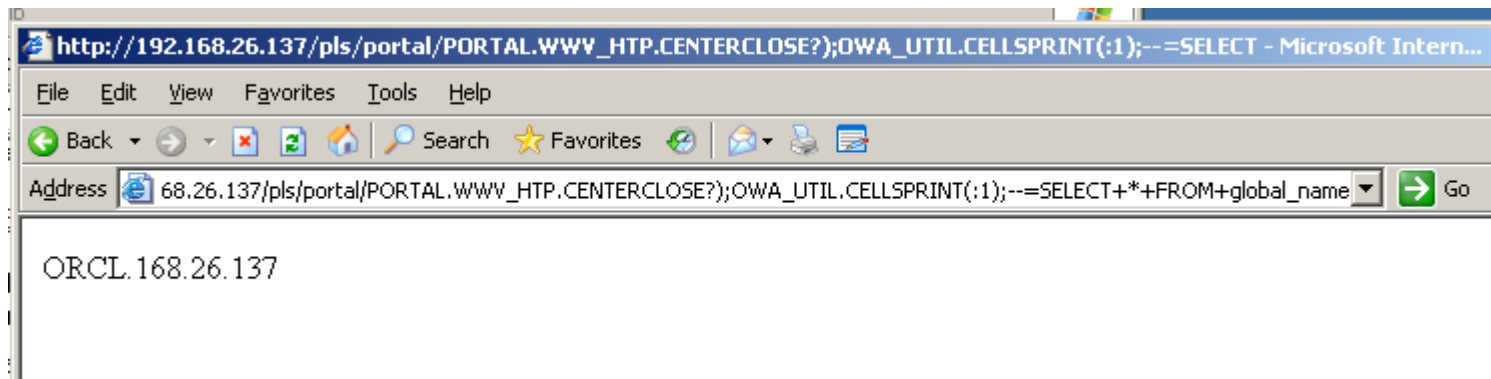 http://192.168.26.137/pls/portal/PORTAL.WWV_HTP.CENTERCLOSE?);OWA_UTIL.CELLSPRINT(:1);--=SELECT - Microsoft Intern...
File Edit View Favorites Tools Help
Back Search Favorites
Address 68.26.137/pls/portal/PORTAL.WWV_HTP.CENTERCLOSE?);OWA_UTIL.CELLSPRINT(:1);--=SELECT+*+FROM+global_name Go
ORCL.168.26.137